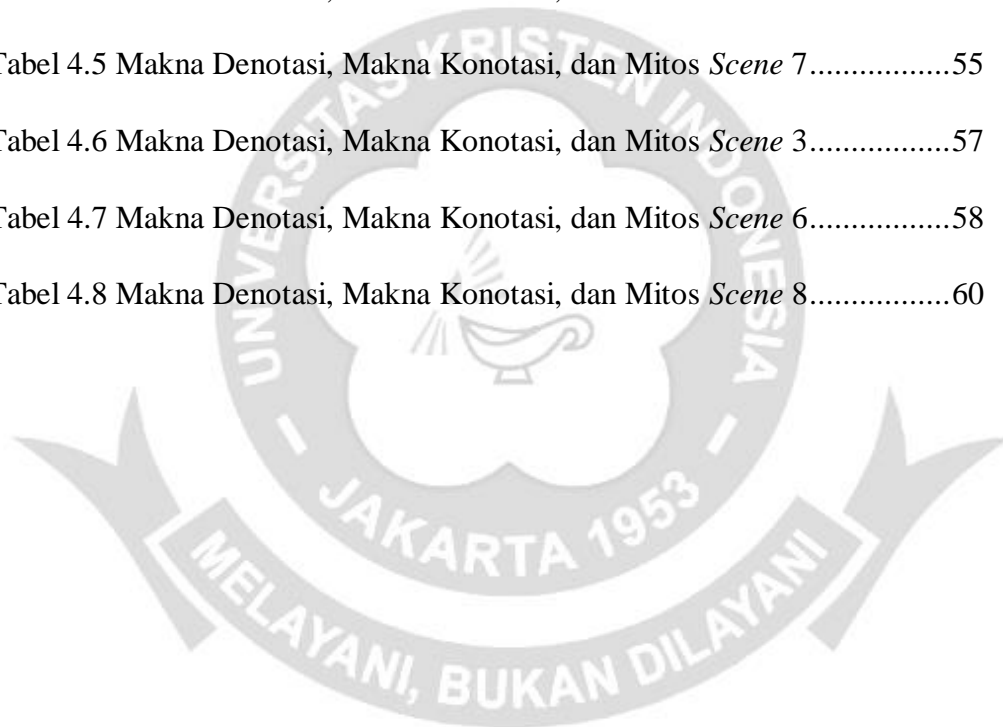 Tabel 4.5 Makna Denotasi, Makna Konotasi, dan Mitos Scene 7.................55
Tabel 4.6 Makna Denotasi, Makna Konotasi, dan Mitos Scene 3.................57
Tabel 4.7 Makna Denotasi, Makna Konotasi, dan Mitos Scene 6.................58
Tabel 4.8 Makna Denotasi, Makna Konotasi, dan Mitos Scene 8.................60
UNIVERSITAS KRISTEN INDONESIA
- JAKARTA 1953 -
MELAYANI, BUKAN DILAYANI